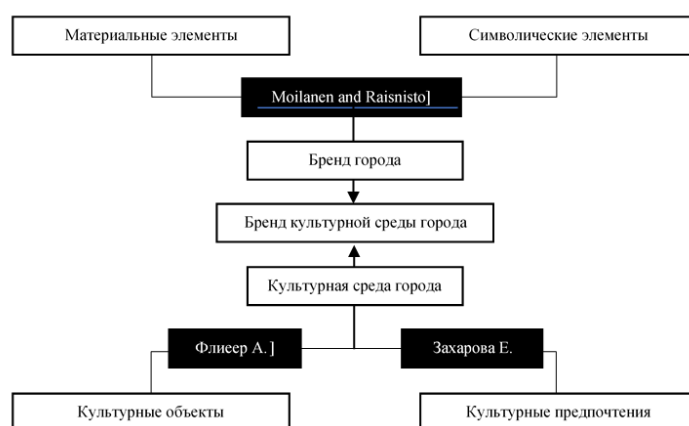 Материальные элементы
Символические элементы
Moilanen and Raisnisto]
Бренд города
Бренд культурной среды города
Культурная среда города
Флиеер А.]
Захарова Е.
Культурные объекты
Культурные предпочтения